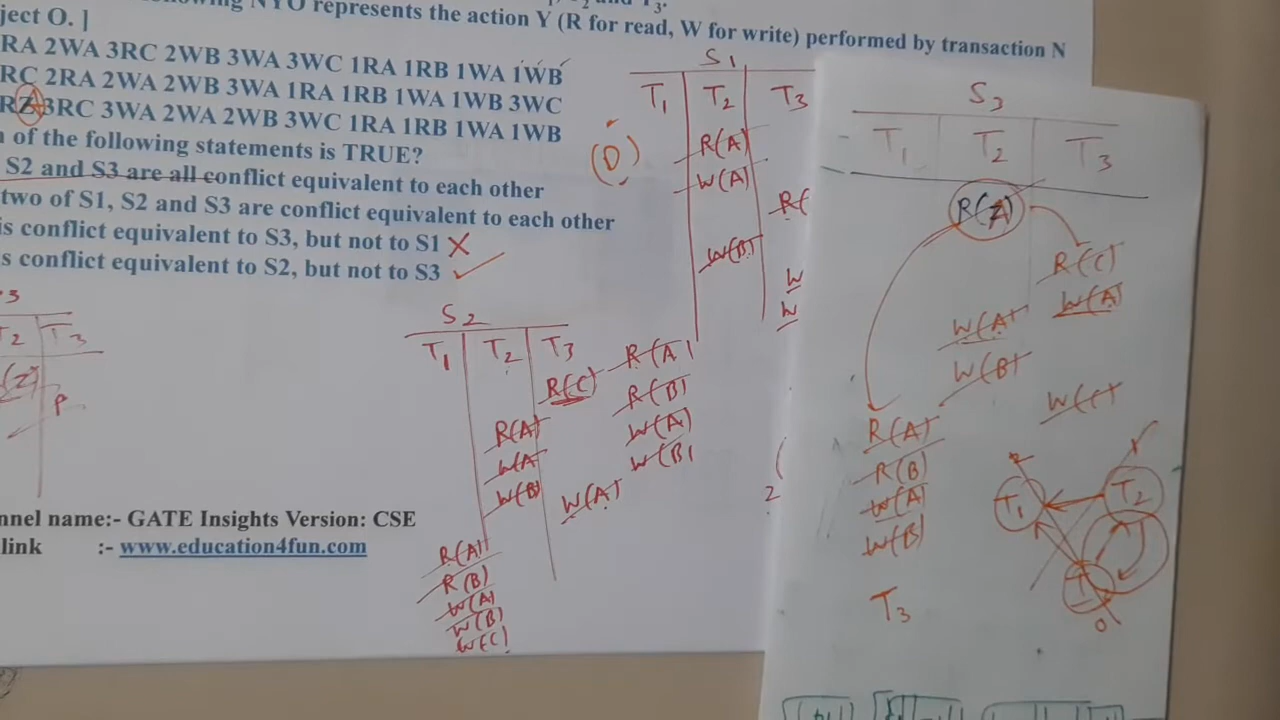 following NYO represents the action Y (R for read, W for write) performed by transaction N
ject O. ]
RA 2WA 3RC 2WB 3WA 3WC 1RA 1RB 1WA 1WB
RC 2RA 2WA 2WB 3WA 1RA 1RB 1WA 1WB 3WC
3RC 3WA 2WA 2WB 3WC 1RA 1RB 1WA 1WB
of the following statements is TRUE?
S2 and S3 are all conflict equivalent to each other
two of S1, S2 and S3 are conflict equivalent to each other
is conflict equivalent to S3, but not to S1
s conflict equivalent to S2, but not to S3
(D)
S1
T1 T2 T3
R(A)
W(A)
R(
W(B)
W
W
R(A)
R(B)
W(A)
W(B)
S2
T1 T2 T3
R(C)
R(A)
W(A
W(B)
W(A)
R(A)
R(B)
W(A)
W(B)
W(C)
S3
T1 T2 T3
R(A)
R(C)
W(A)
W(A)
W(B)
W(C)
R(A)
R(B)
W(A)
W(B)
T3
T1 T2
3
T2 T3
(Z)
2
nnel name:- GATE Insights Version: CSE
link :- www.education4fun.com